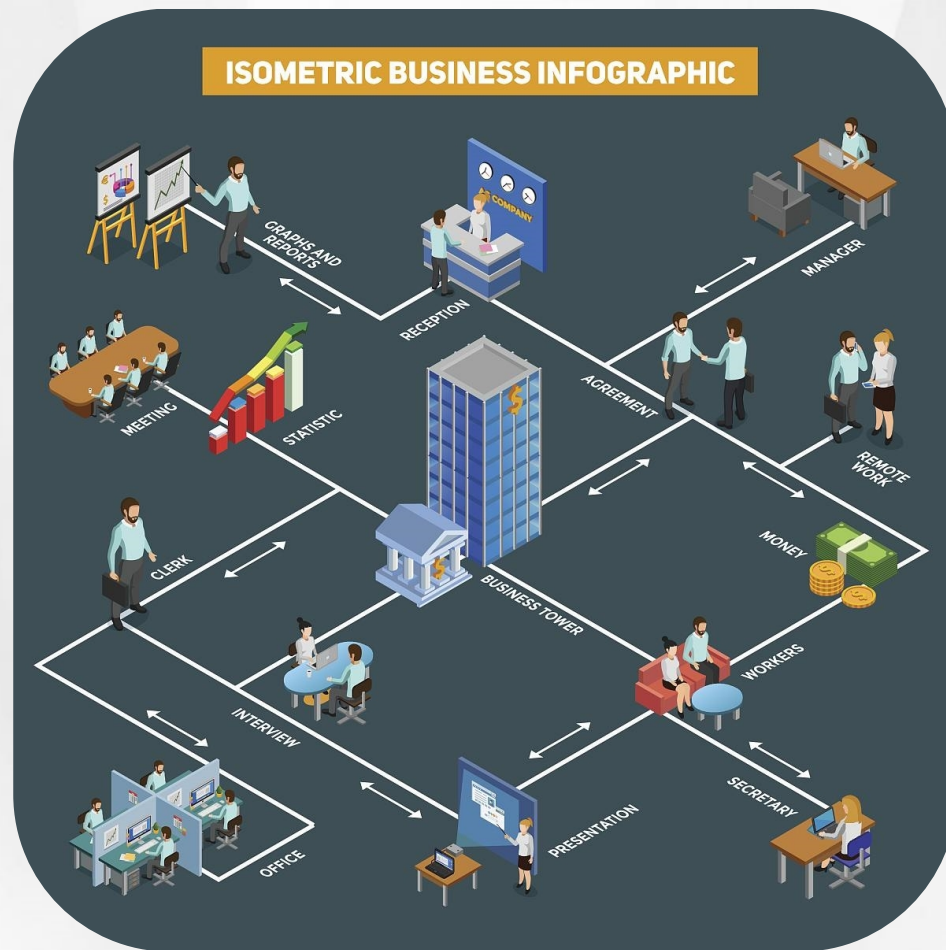 ISOMETRIC BUSINESS INFOGRAPHIC
GRAPHS AND
REPORTS
COMPANY
RECEPTION
MANAGER
MEETING
STATISTIC
AGREEMENT
REMOTE
WORK
CLERK
MONEY
BUSINESS TOWER
WORKERS
INTERVIEW
SECRETARY
OFFICE
PRESENTATION
€
$
$
$